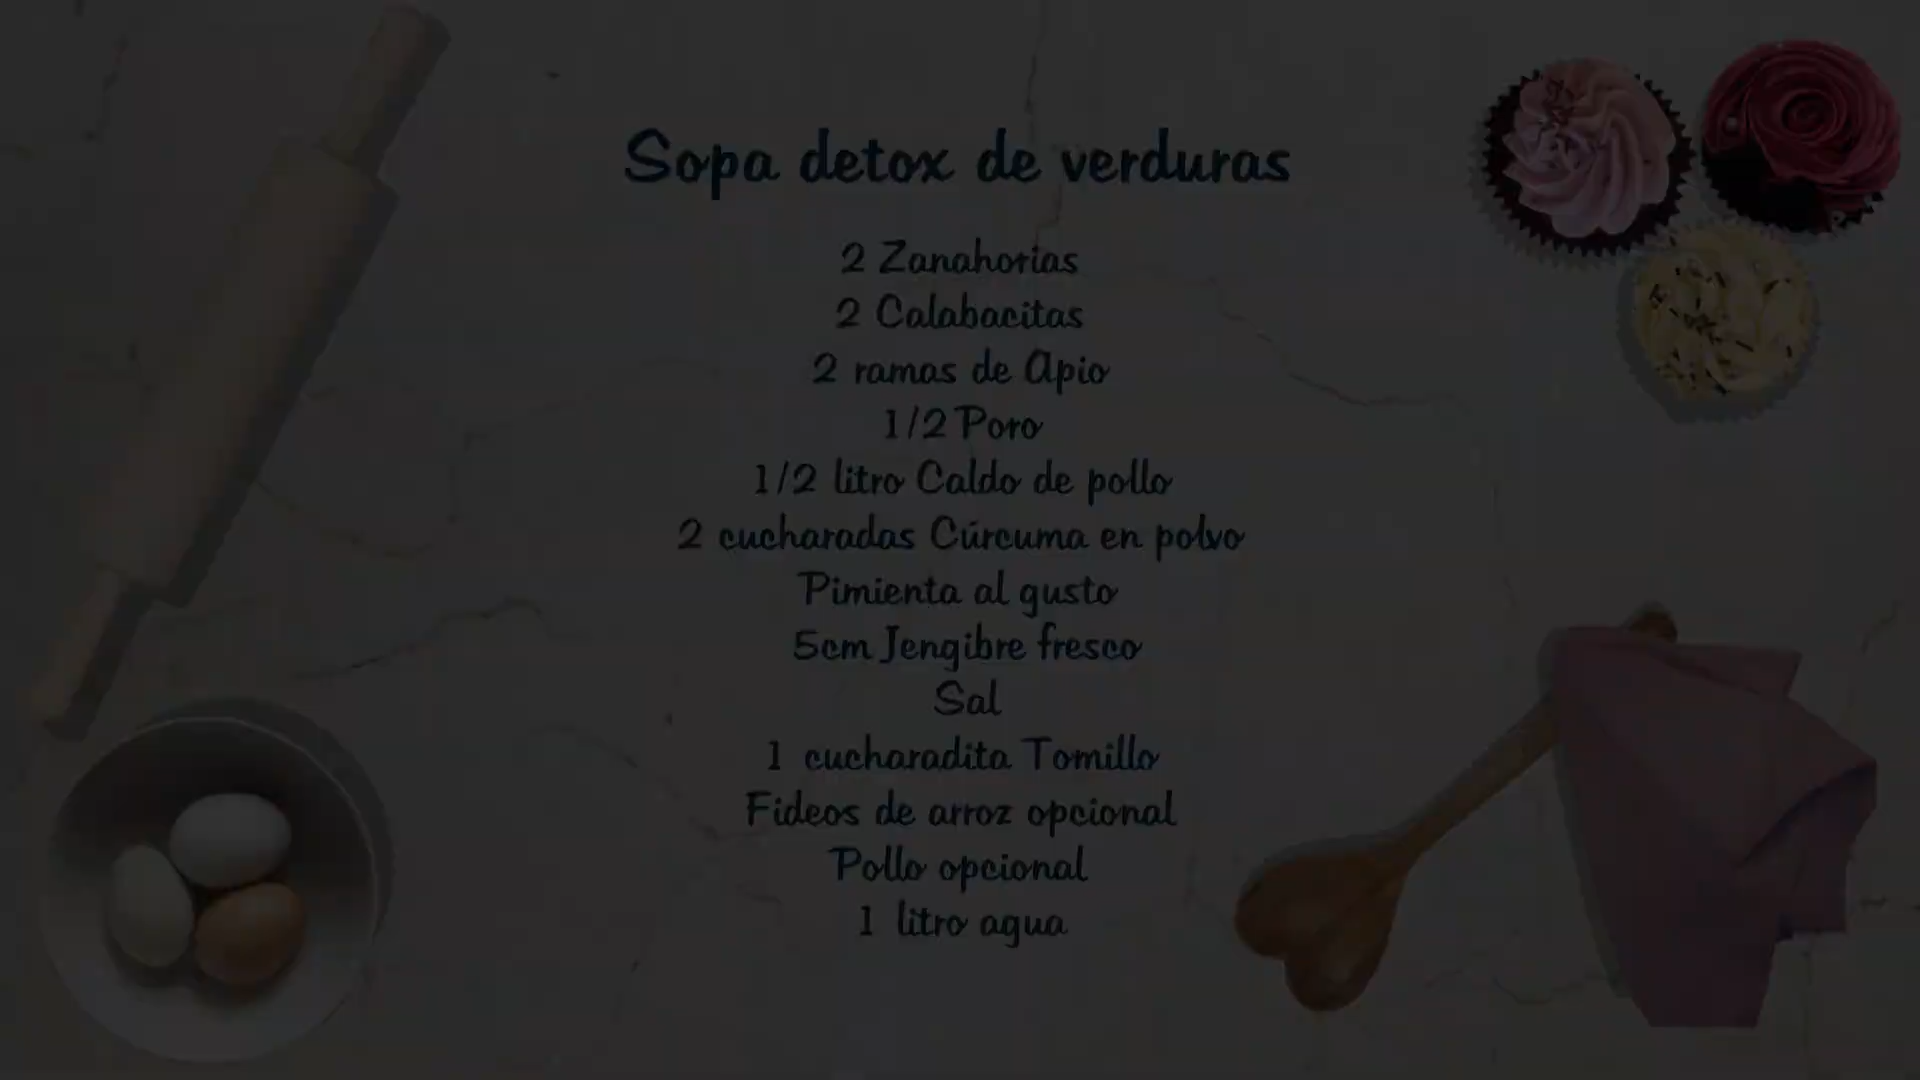 Sopa detox de verduras
2 Zanahorias
2 Calabacitas
2 ramas de Apio
1/2 Poro
1/2 litro Caldo de pollo
2 cucharadas Cúrcuma en polvo
Pimienta al gusto
5cm Jengibre fresco
Sal
1 cucharadita Tomillo
Fideos de arroz opcional
Pollo opcional
1 litro agua